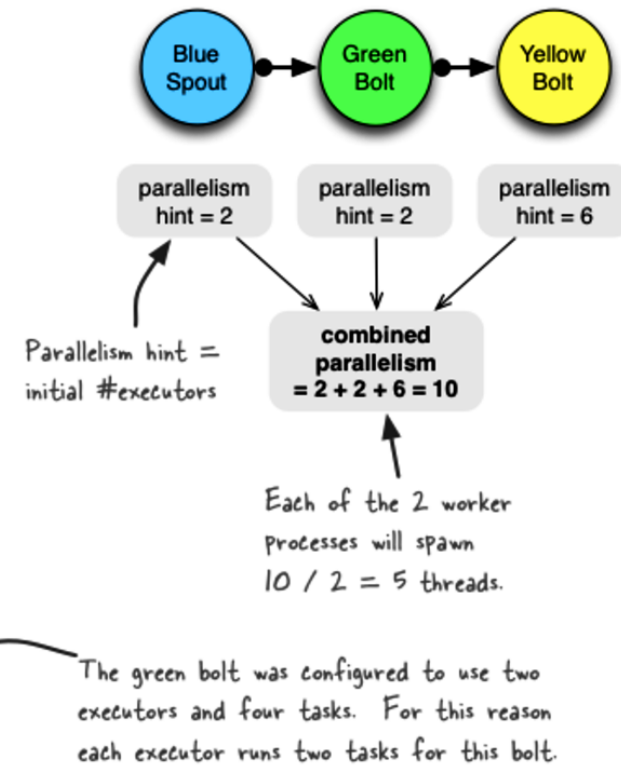 Blue
Spout
Green
Bolt
Yellow
Bolt
parallelism
hint = 2
parallelism
hint = 2
parallelism
hint = 6
Parallelism hint =
initial #executors
combined
parallelism
= 2 + 2 + 6 = 10
Each of the 2 worker
processes will spawn
10 / 2 = 5 threads.
The green bolt was configured to use two
executors and four tasks. For this reason
each executor runs two tasks for this bolt.